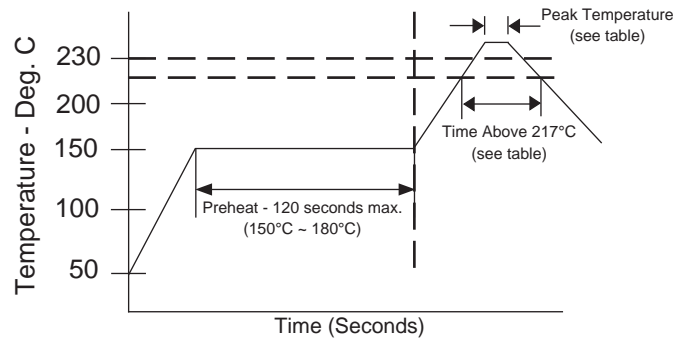 Peak Temperature
(see table)
Temperature - Deg. C
230
200
150
100
50
Time Above 217°C
(see table)
Preheat - 120 seconds max.
(150°C ~ 180°C)
Time (Seconds)